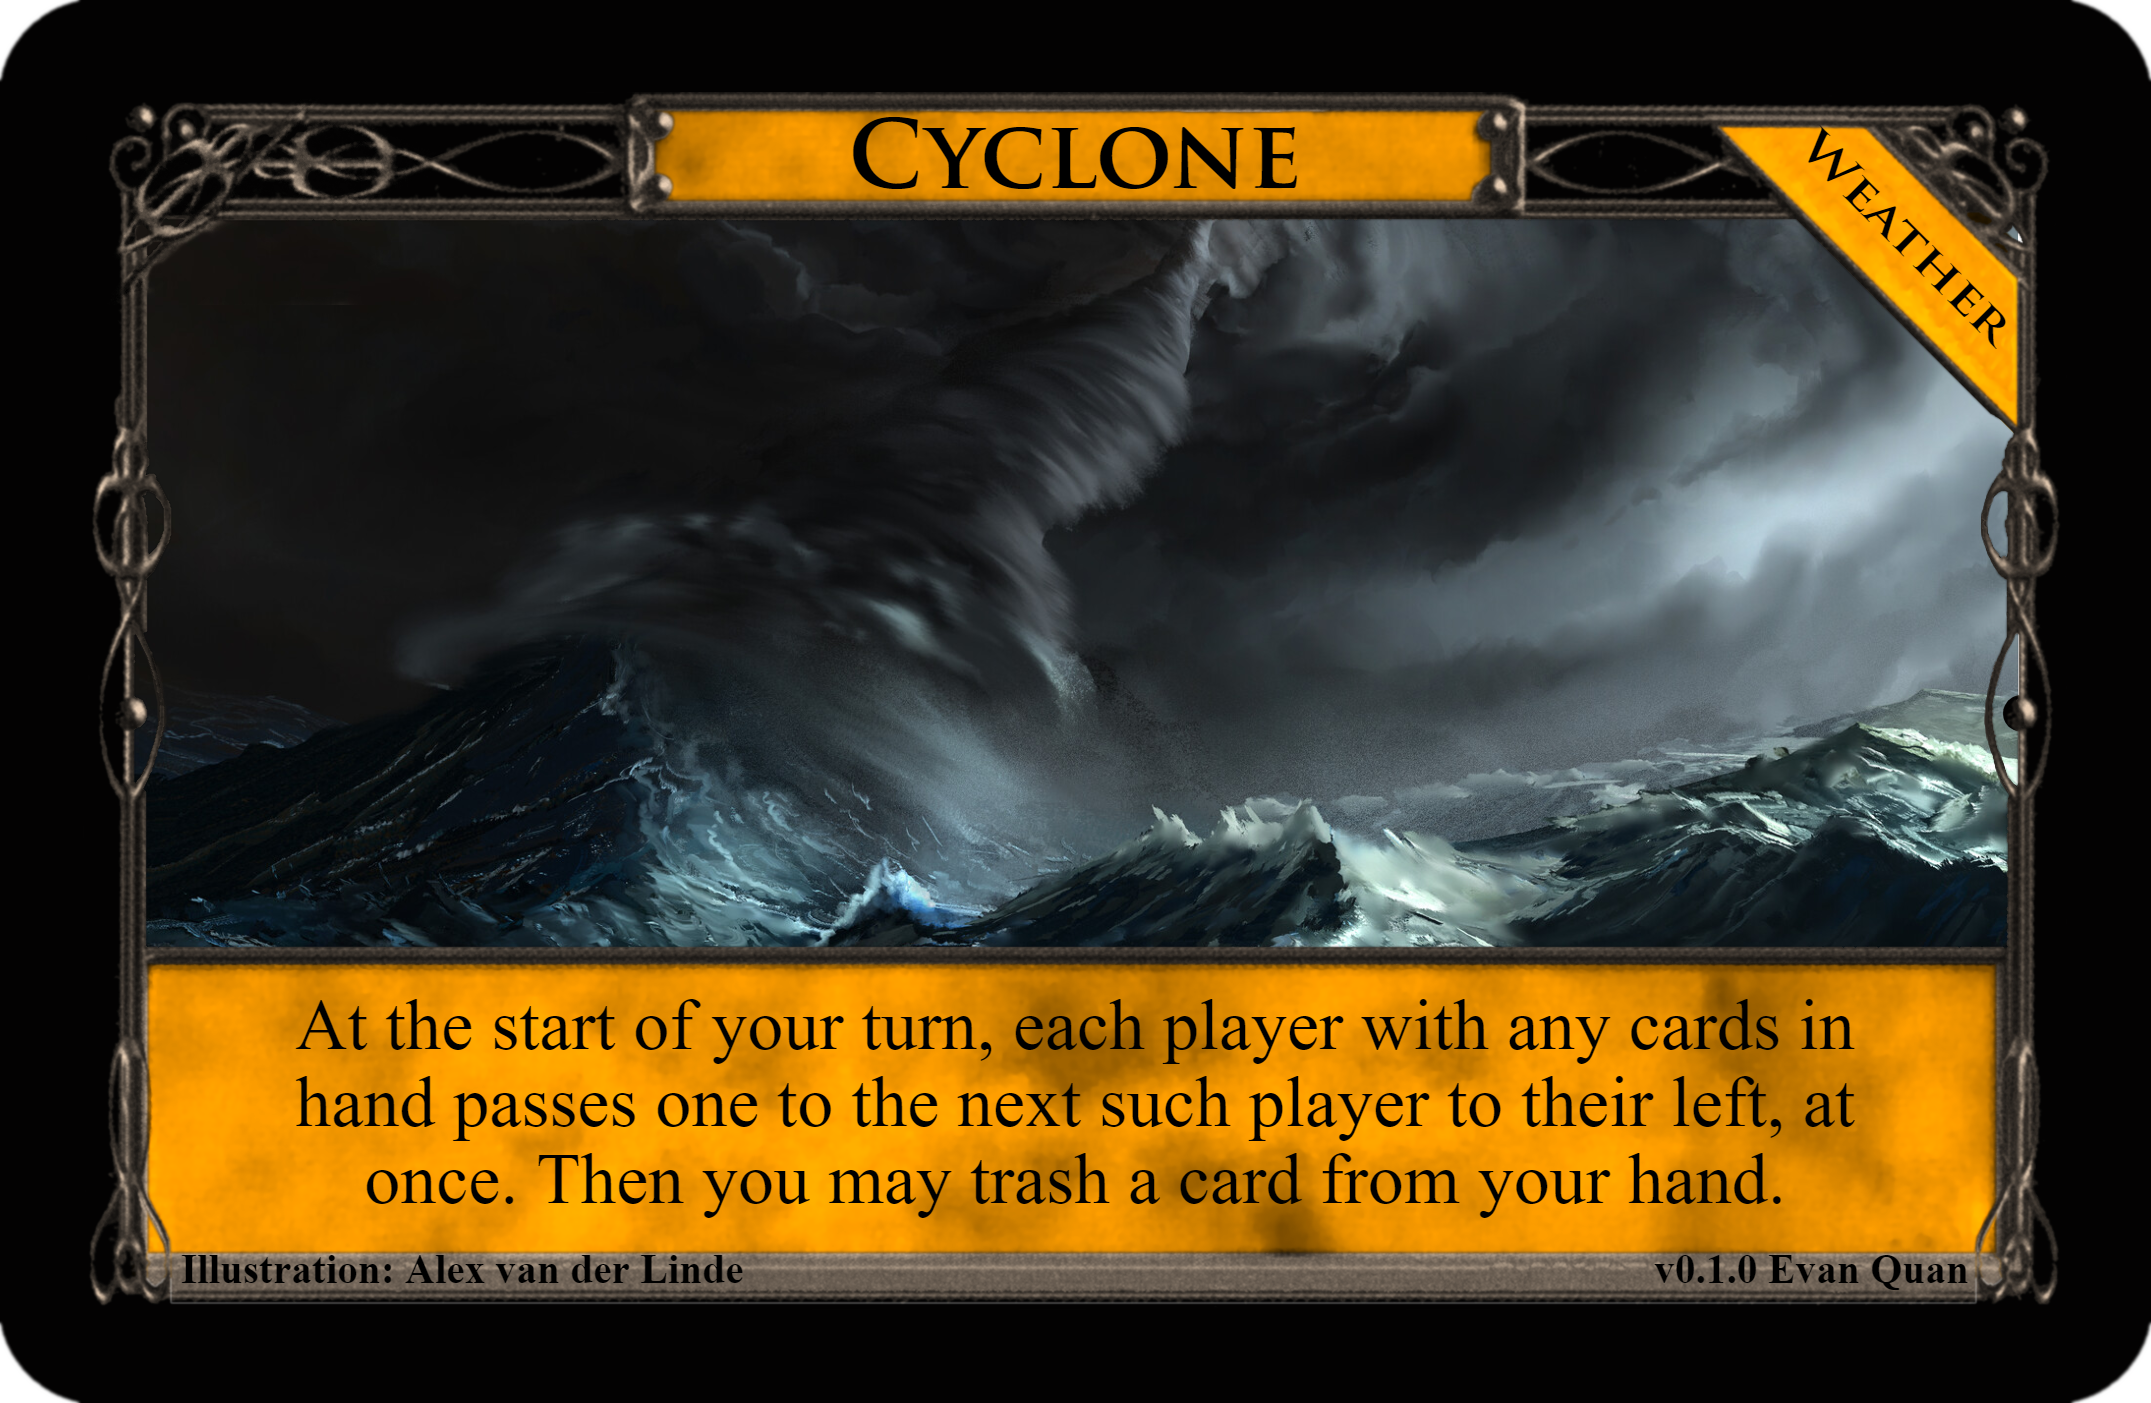 CYCLONE
WEATHER
At the start of your turn, each player with any cards in
hand passes one to the next such player to their left, at
once. Then you may trash a card from your hand.
Illustration: Alex van der Linde
v0.1.0 Evan Quan